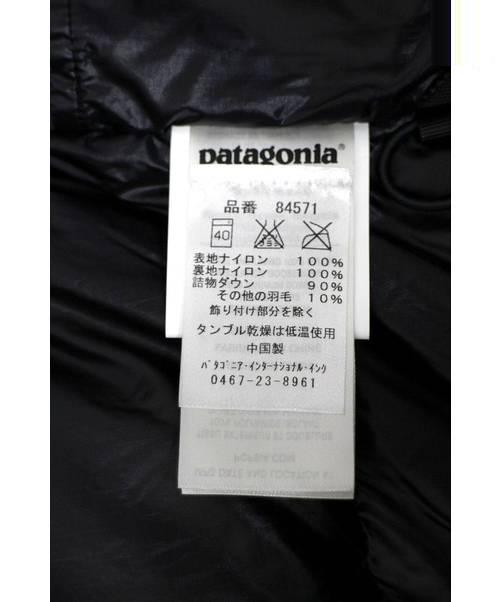 patagonia®
品番 84571
40
表地ナイロン 100%
裏地ナイロン 100%
詰物ダウン 90%
その他の羽毛 10%
飾り付け部分を除く
タンブル乾燥は低温使用
中国製
ﾊﾟﾀｺﾞﾆｱ・ｲﾝﾀｰﾅｼｮﾅﾙ・ｲﾝｸ
0467-23-8961